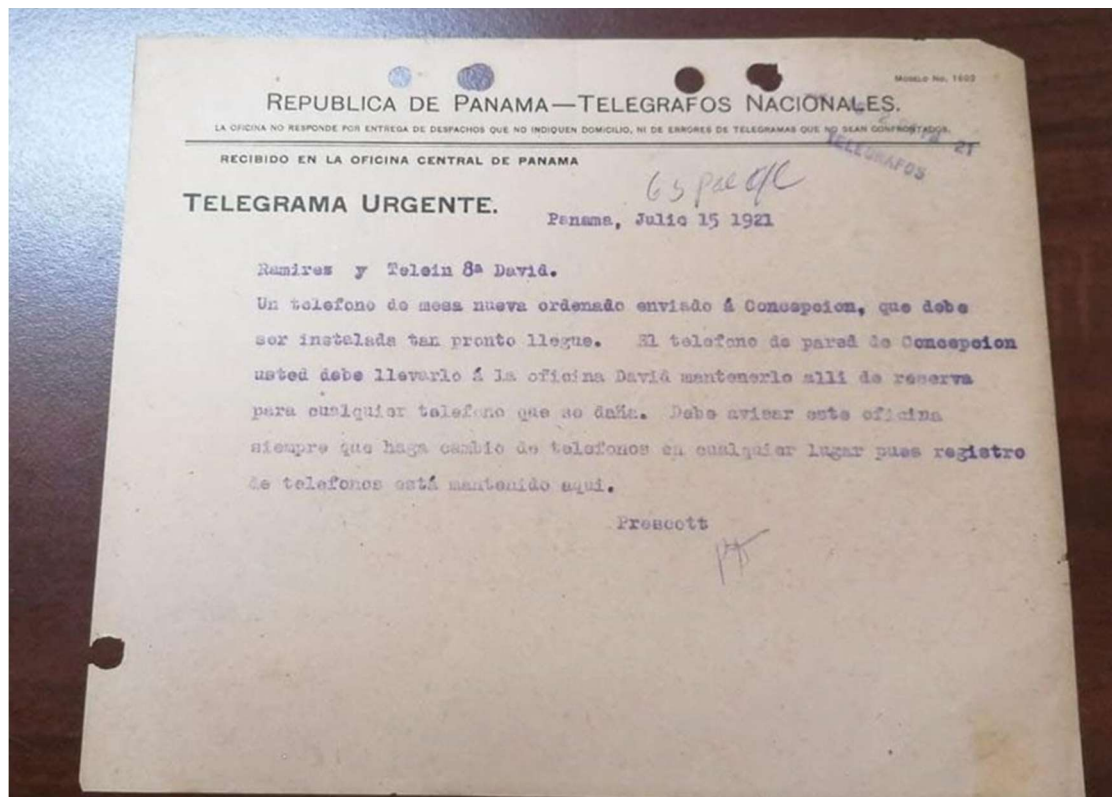 MODELO No. 1602
REPUBLICA DE PANAMA—TELEGRAFOS NACIONALES.
LA OFICINA NO RESPONDE POR ENTREGA DE DESPACHOS QUE NO INDIQUEN DOMICILIO, NI DE ERRORES DE TELEGRAMAS QUE NO SEAN CONFRONTADOS.
21
TELEGRAFOS
RECIBIDO EN LA OFICINA CENTRAL DE PANAMA
TELEGRAMA URGENTE.
Panama, Julio 15 1921
Ramires y Telein 8a David.
Un telefono de mesa nueva ordenado enviado á Concepcion, que debe
ser instalada tan pronto llegue. El telefono de pared de Concepcion
usted debe llevarlo á la oficina David mantenerlo alli de reserva
para cualquier telefono que se daña. Debe avisar este oficina
siempre que haga cambio de telefonos en cualquier lugar pues registro
de telefonos está mantenido aqui.
Prescott